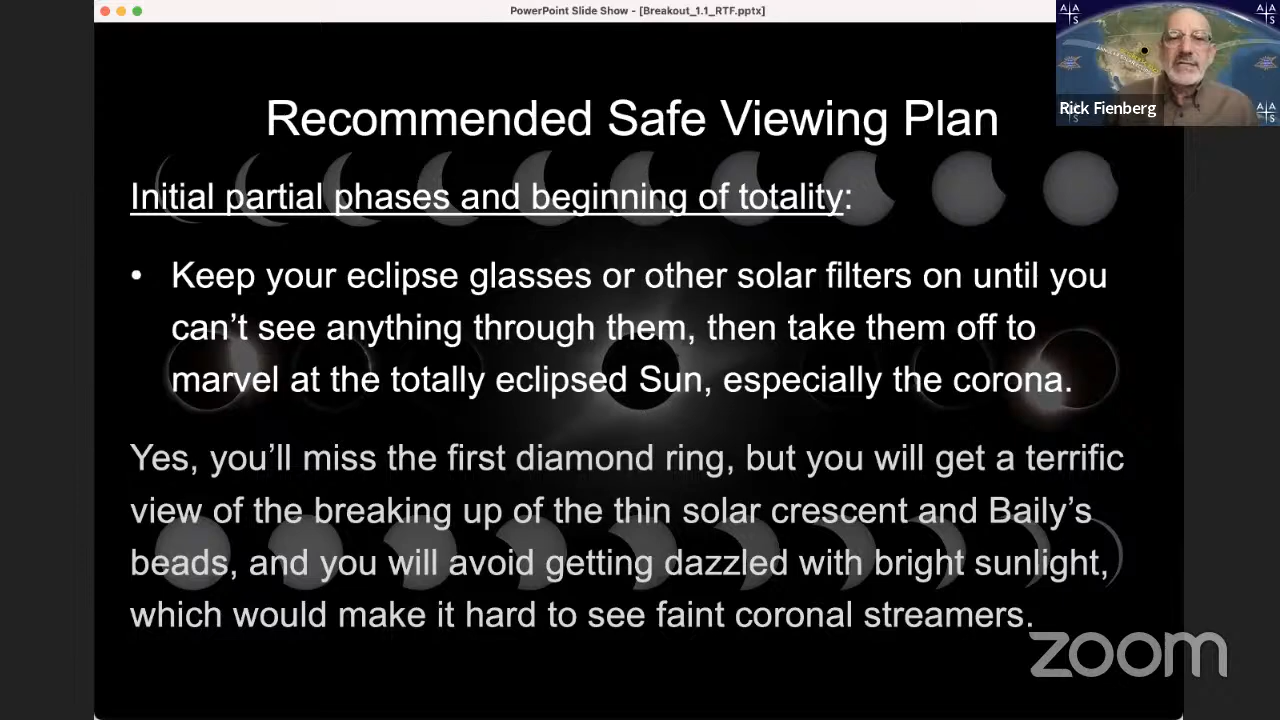 PowerPoint Slide Show - [Breakout_1.1_RTF.pptx]
A A
S
A A
S
Rick Fienberg
A A
S
Recommended Safe Viewing Plan
Initial partial phases and beginning of totality:
• Keep your eclipse glasses or other solar filters on until you
can’t see anything through them, then take them off to
marvel at the totally eclipsed Sun, especially the corona.
Yes, you’ll miss the first diamond ring, but you will get a terrific
view of the breaking up of the thin solar crescent and Baily’s
beads, and you will avoid getting dazzled with bright sunlight,
which would make it hard to see faint coronal streamers.
zoom